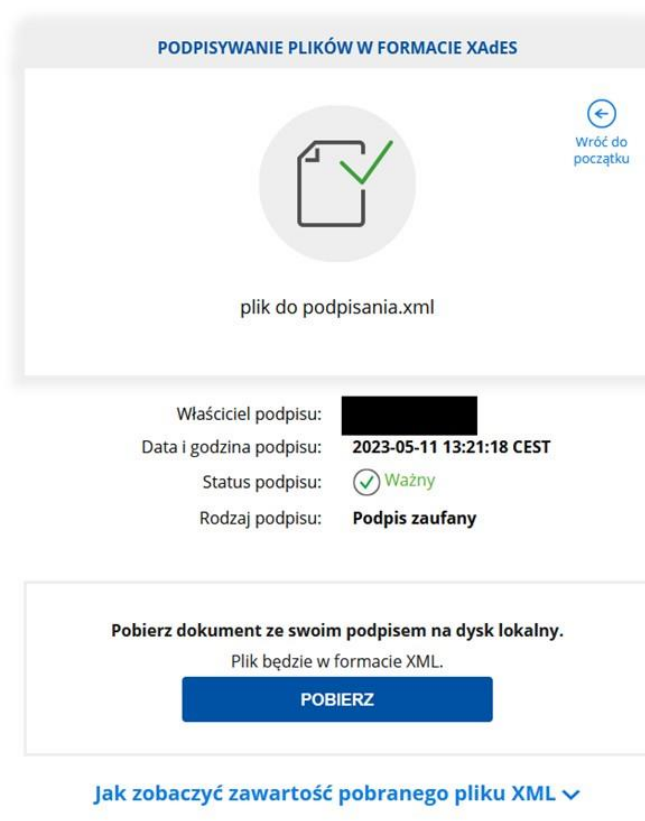 PODPISYWANIE PLIKÓW W FORMACIE XAdES
Wróć do
początku
plik do podpisania.xml
Właściciel podpisu:
Data i godzina podpisu: 2023-05-11 13:21:18 CEST
Status podpisu: Ważny
Rodzaj podpisu: Podpis zaufany
Pobierz dokument ze swoim podpisem na dysk lokalny.
Plik będzie w formacie XML.
POBIERZ
Jak zobaczyć zawartość pobranego pliku XML